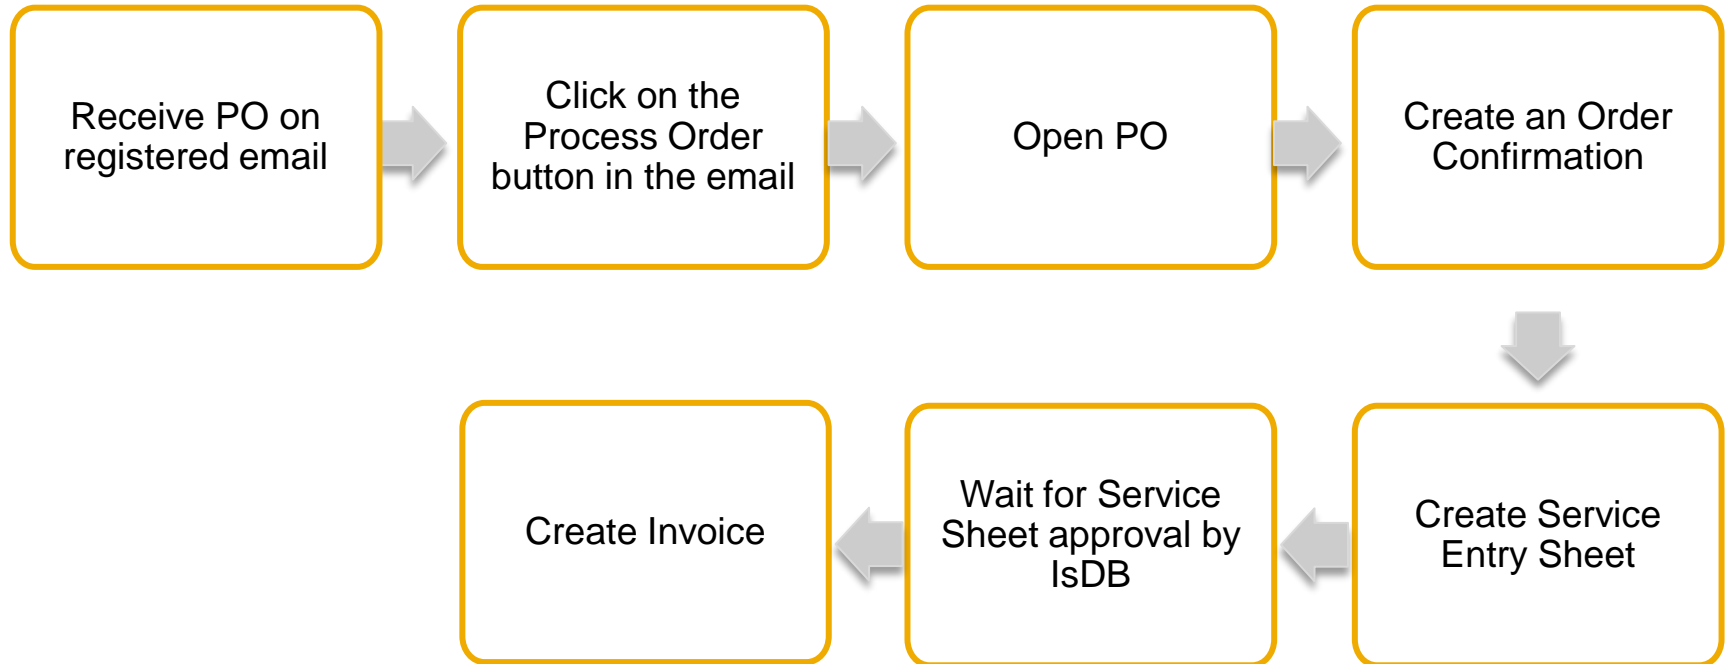 Receive PO on
registered email
Click on the
Process Order
button in the email
Open PO
Create an Order
Confirmation
Create Service
Entry Sheet
Wait for Service
Sheet approval by
IsDB
Create Invoice